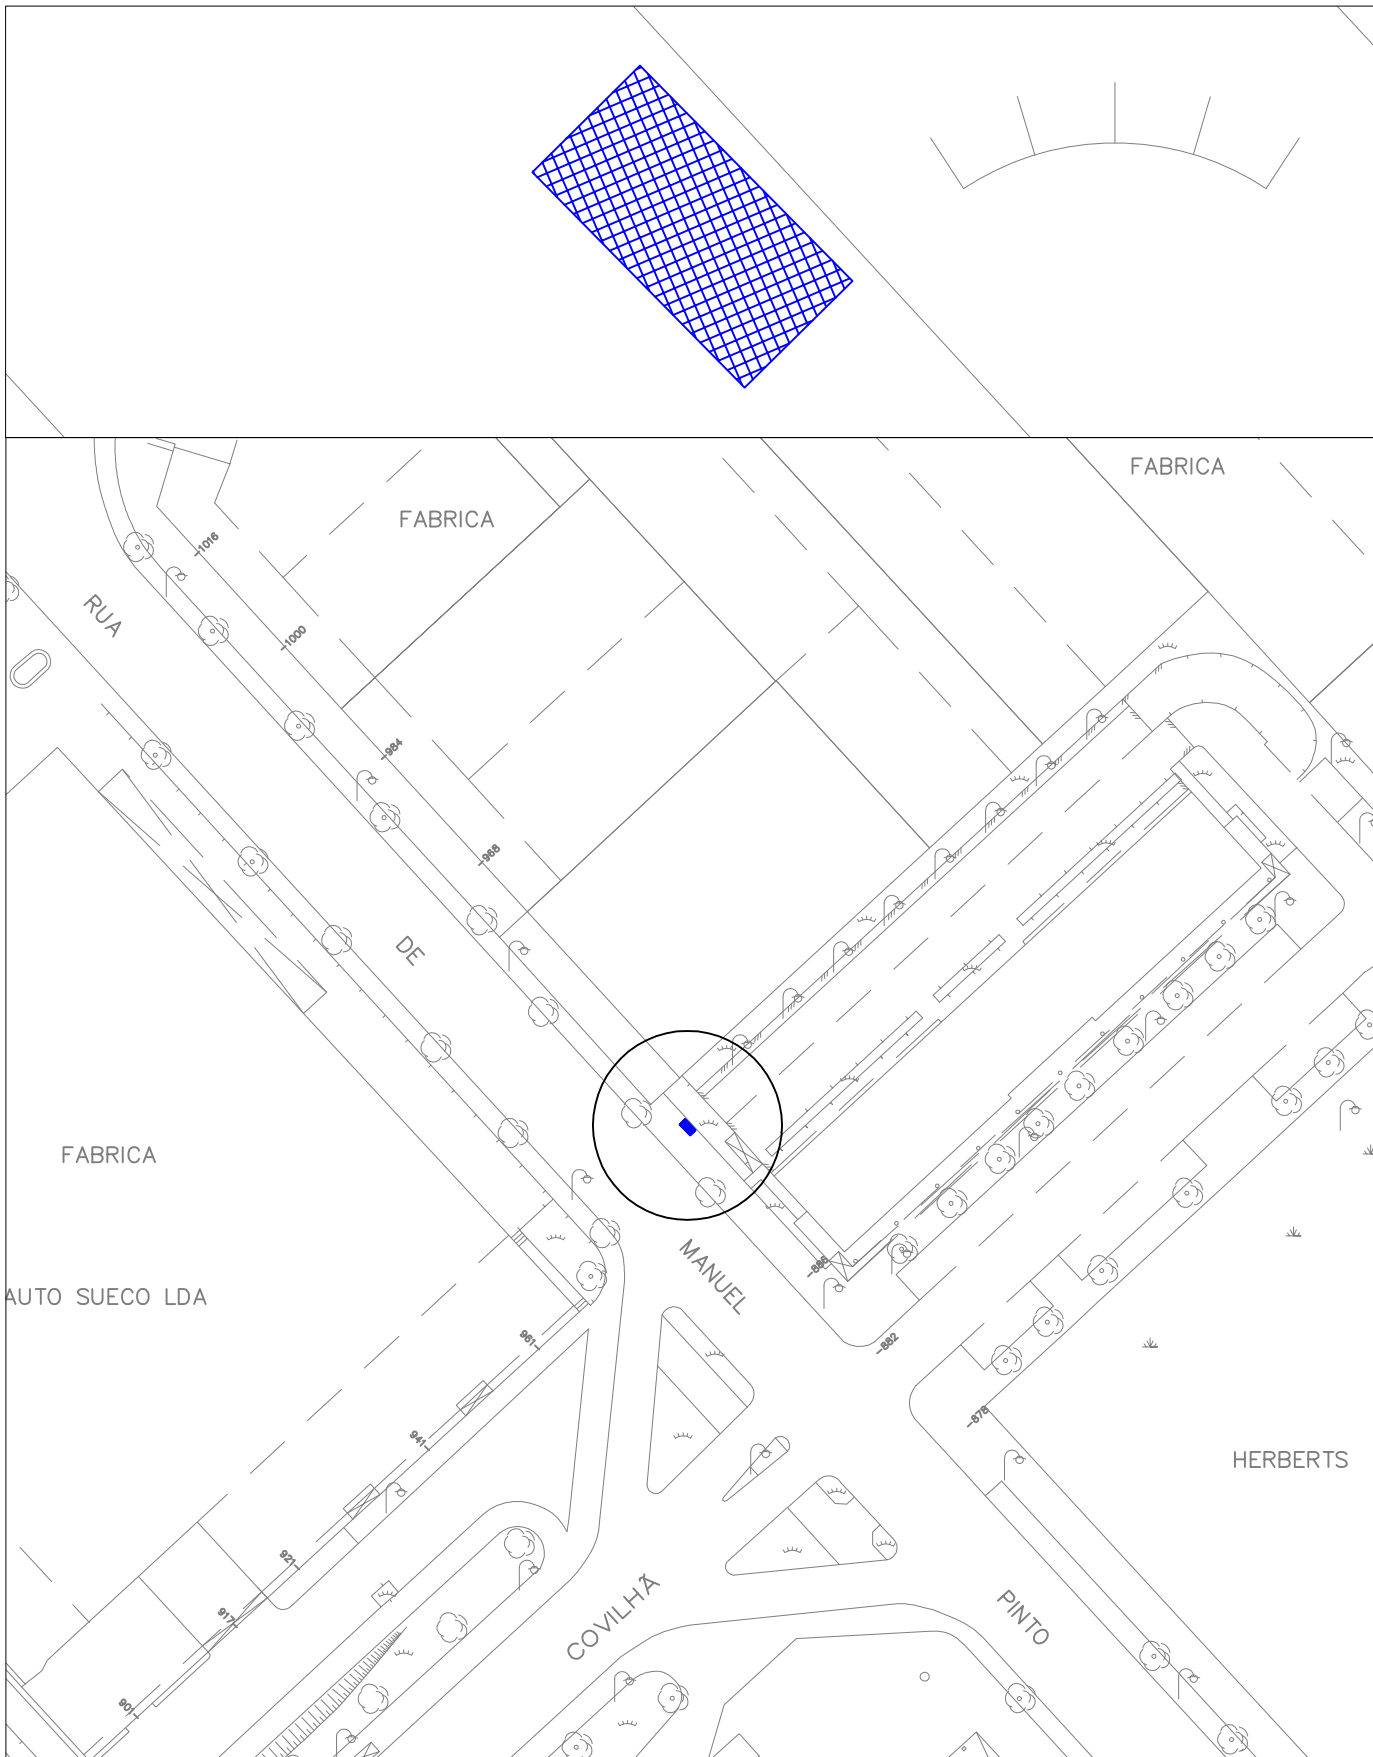 FABRICA
FABRICA
-1016
RUA
-1000
-984
-968
DE
FABRICA
MANUEL
-886
AUTO SUECO LDA
961-
-882
-878
941-
HERBERTS
921-
COVILHÃ
917-
PINTO
901-